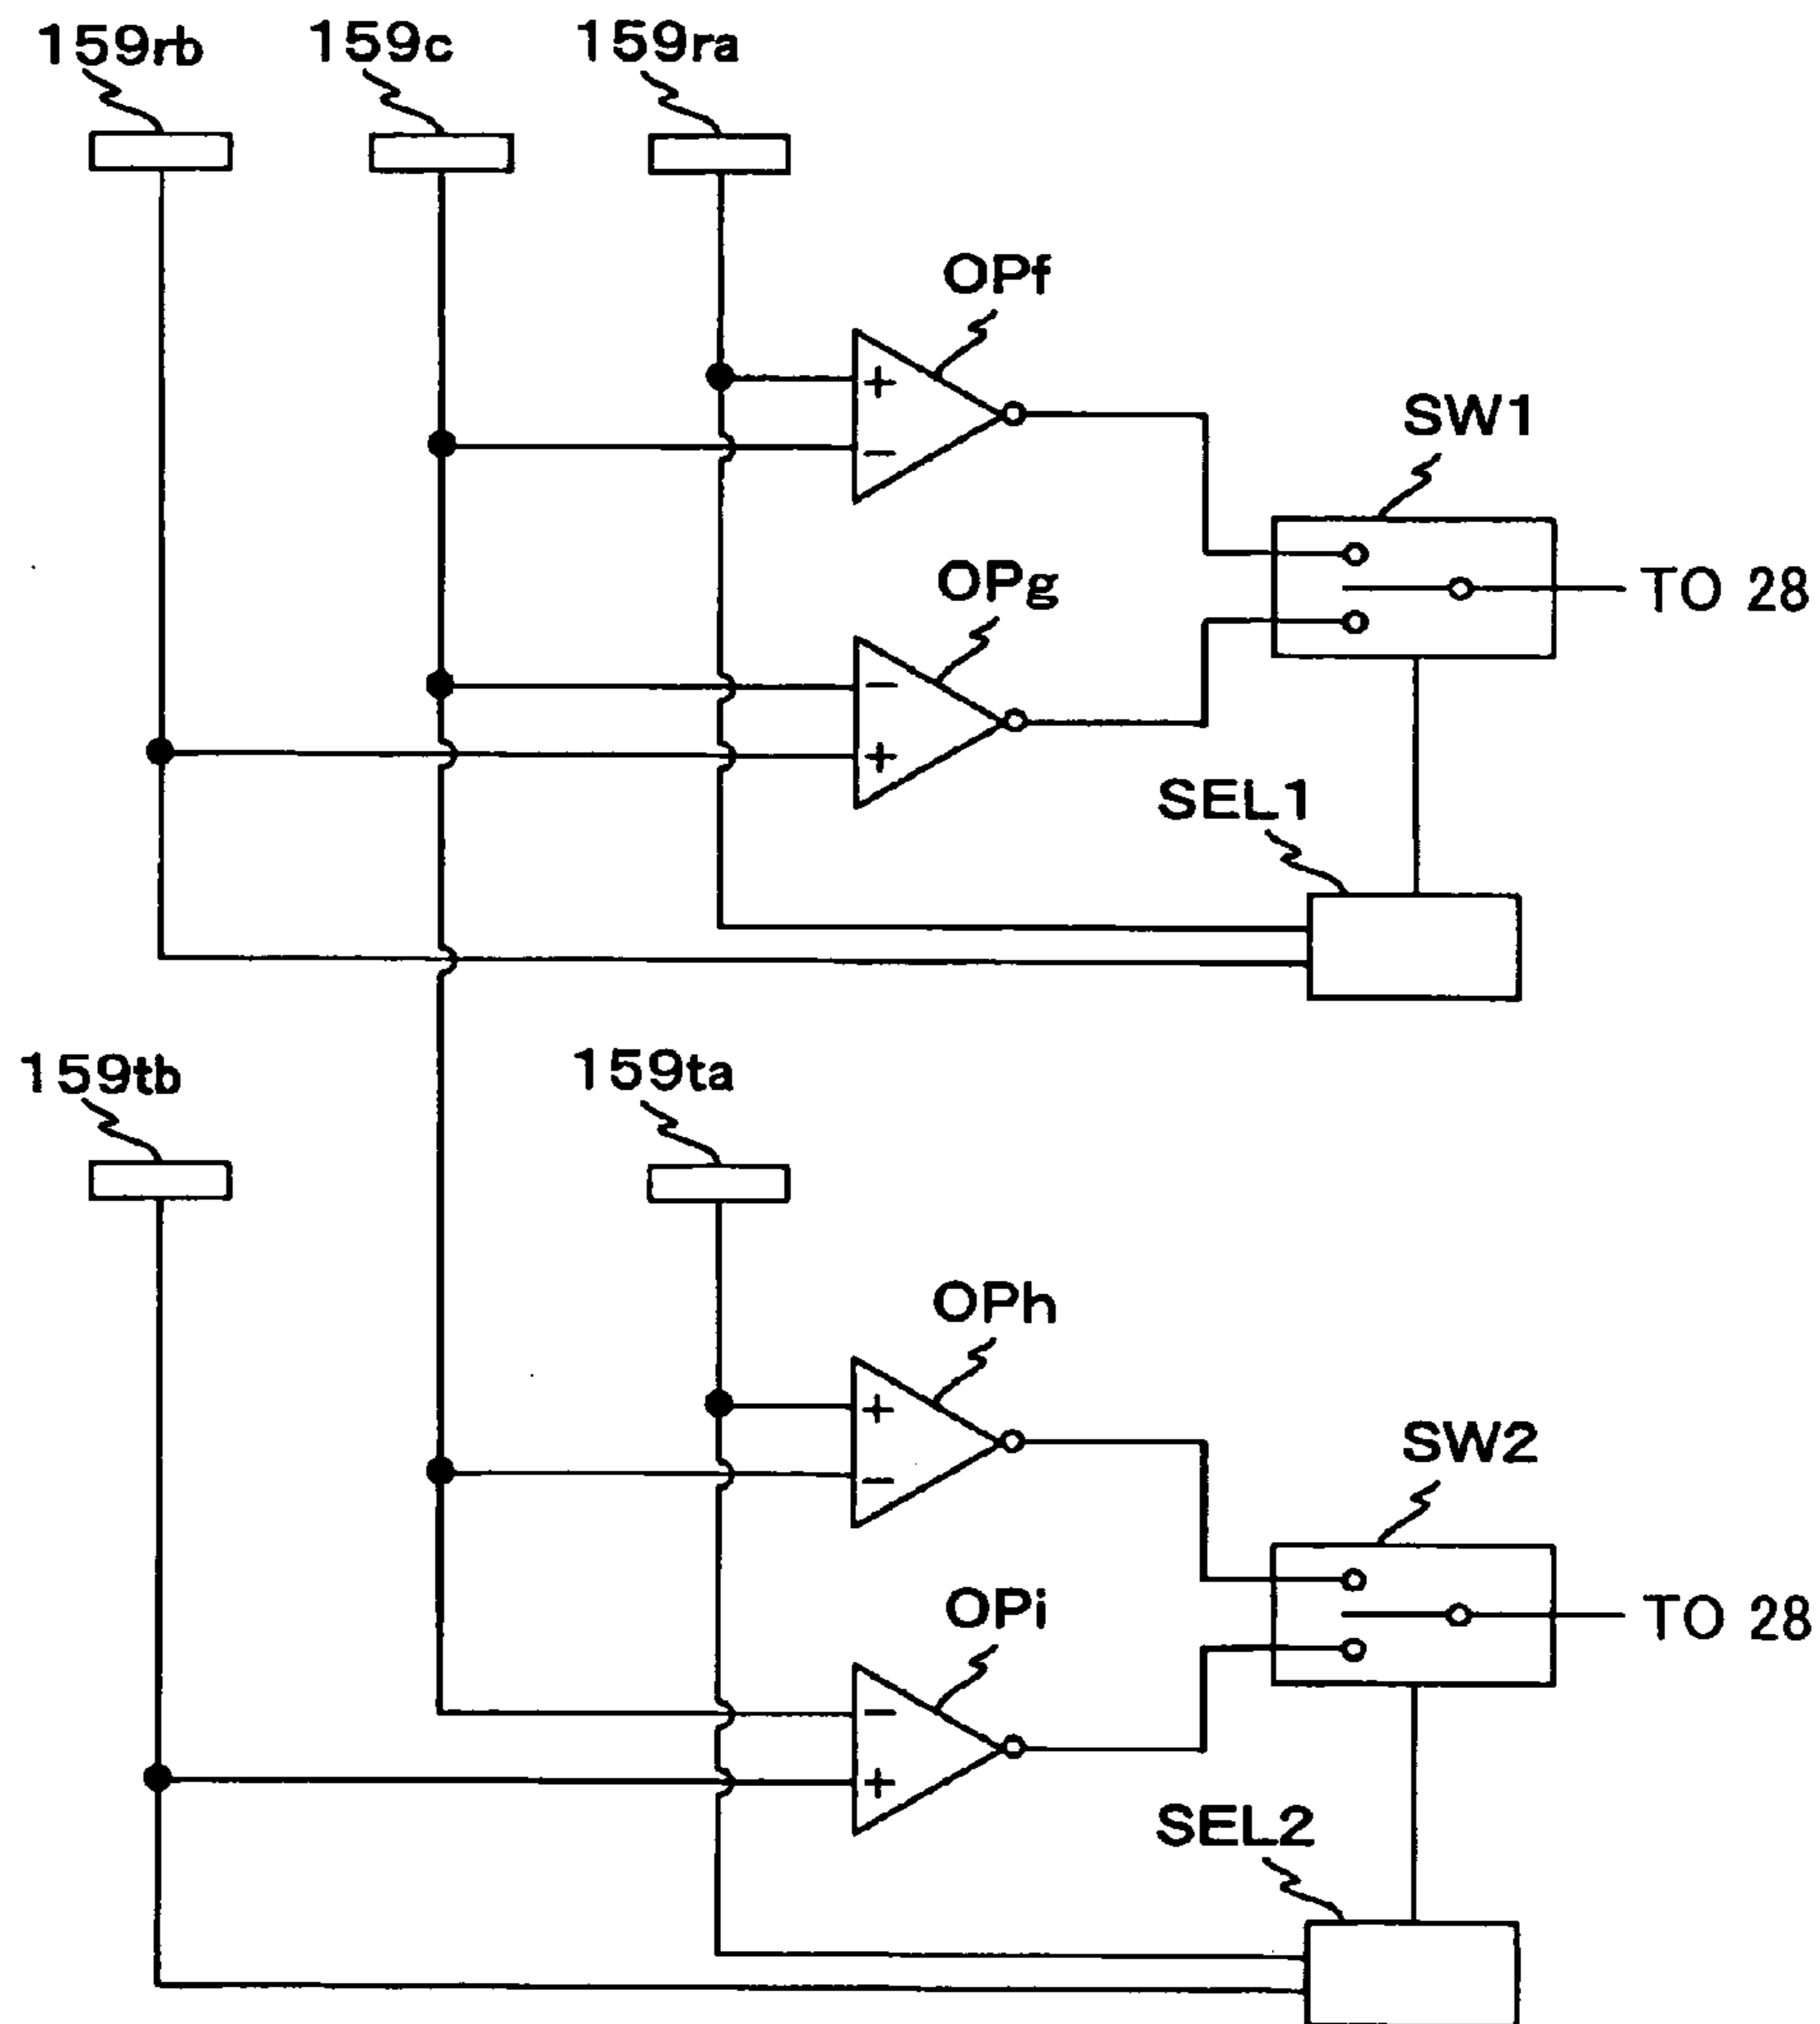 159rb 159c 159ra
OPf
+
−
SW1
TO 28
OPg
−
+
SEL1
159tb 159ta
OPh
+
−
SW2
TO 28
OPi
−
+
SEL2